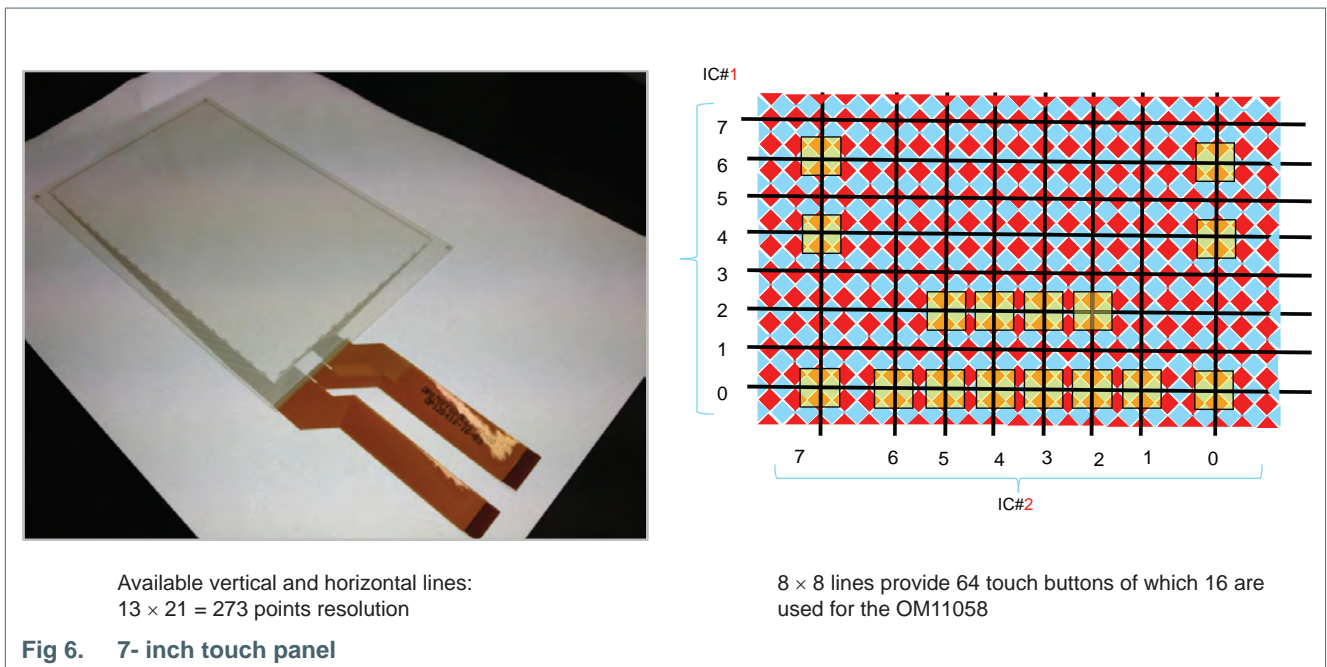 IC#1
7
6
5
4
3
2
1
0
7 6 5 4 3 2 1 0
IC#2
Available vertical and horizontal lines:
13 × 21 = 273 points resolution
8 × 8 lines provide 64 touch buttons of which 16 are
used for the OM11058
Fig 6. 7- inch touch panel